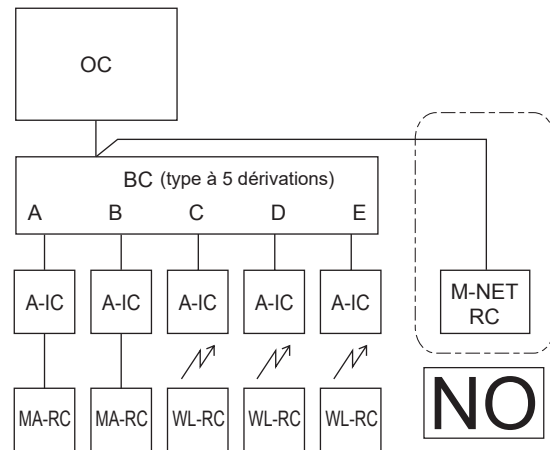 OC
BC (type à 5 dérivations)
A B C D E
A-IC A-IC A-IC A-IC A-IC
M-NET
RC
MA-RC MA-RC WL-RC WL-RC WL-RC
NO